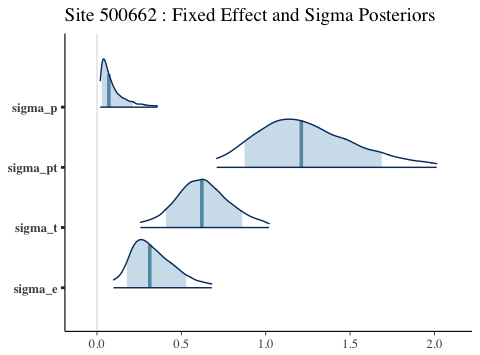 Site 500662 : Fixed Effect and Sigma Posteriors
sigma_p
sigma_pt
sigma_t
sigma_e
0.0 0.5 1.0 1.5 2.0